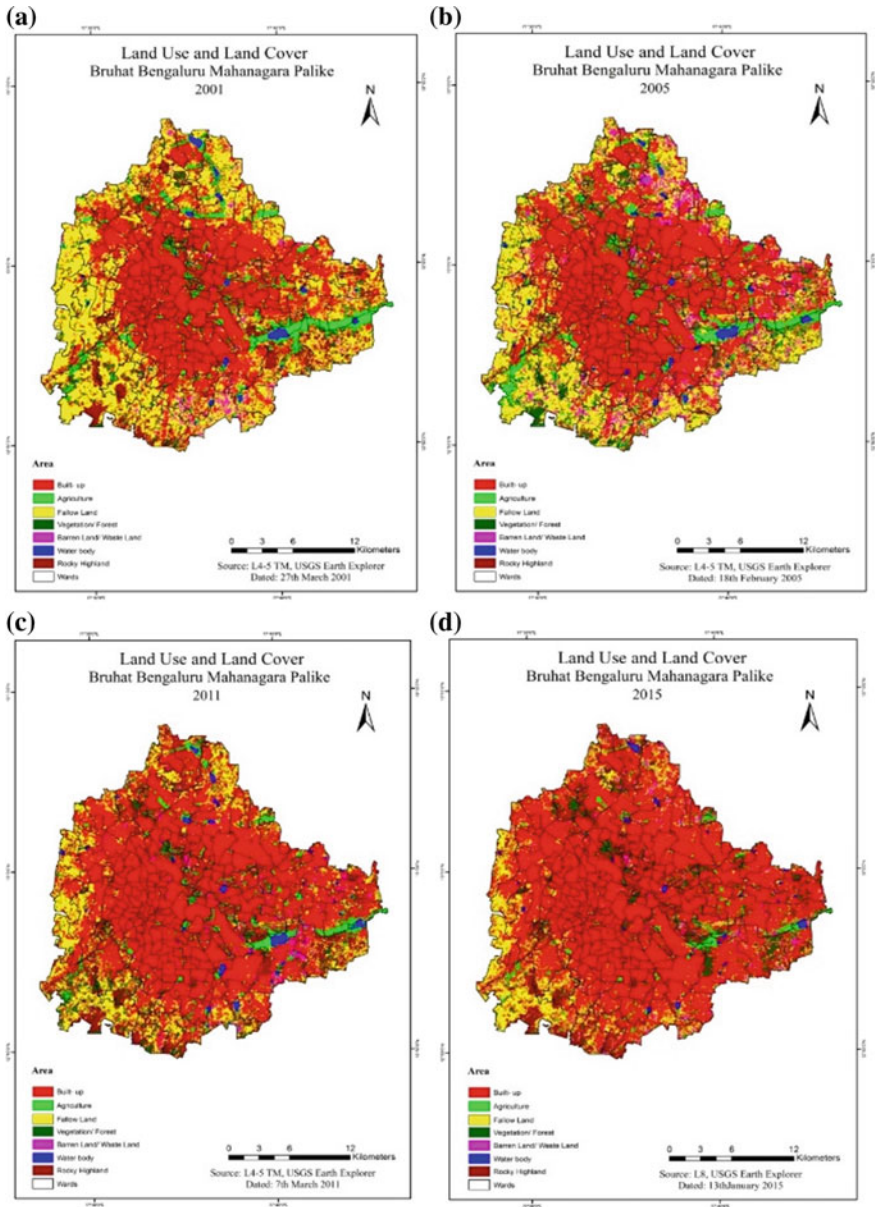 (a)
Land Use and Land Cover
Bruhat Bengaluru Mahanagara Palike
2001
N
Area
Built- up
Agriculture
Fallow Land
Vegetation/ Forest
Barren Land/ Waste Land
Water body
Rocky Highland
Wards
0 3 6 12
Kilometers
Source: L4-5 TM, USGS Earth Explorer
Dated: 27th March 2001
(b)
Land Use and Land Cover
Bruhat Bengaluru Mahanagara Palike
2005
N
Area
Built- up
Agriculture
Fallow Land
Vegetation/ Forest
Barren Land/ Waste Land
Water body
Rocky Highland
Wards
0 3 6 12
Kilometers
Source: L4-5 TM, USGS Earth Explorer
Dated: 18th February 2005
(c)
Land Use and Land Cover
Bruhat Bengaluru Mahanagara Palike
2011
N
Area
Built- up
Agriculture
Fallow Land
Vegetation/ Forest
Barren Land/ Waste Land
Water body
Rocky Highland
Wards
0 3 6 12
Kilometers
Source: L4-5 TM, USGS Earth Explorer
Dated: 7th March 2011
(d)
Land Use and Land Cover
Bruhat Bengaluru Mahanagara Palike
2015
N
Area
Built- up
Agriculture
Fallow Land
Vegetation/ Forest
Barren Land/ Waste Land
Water body
Rocky Highland
Wards
0 3 6 12
Kilometers
Source: L8, USGS Earth Explorer
Dated: 13thJanuary 2015